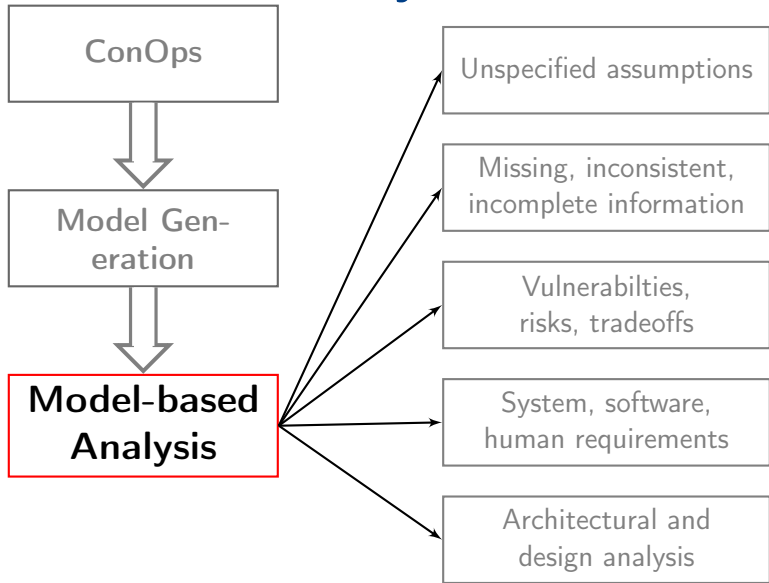 ConOps
Model Gen-
eration
Model-based
Analysis
Unspecified assumptions
Missing, inconsistent,
incomplete information
Vulnerabilties,
risks, tradeoffs
System, software,
human requirements
Architectural and
design analysis